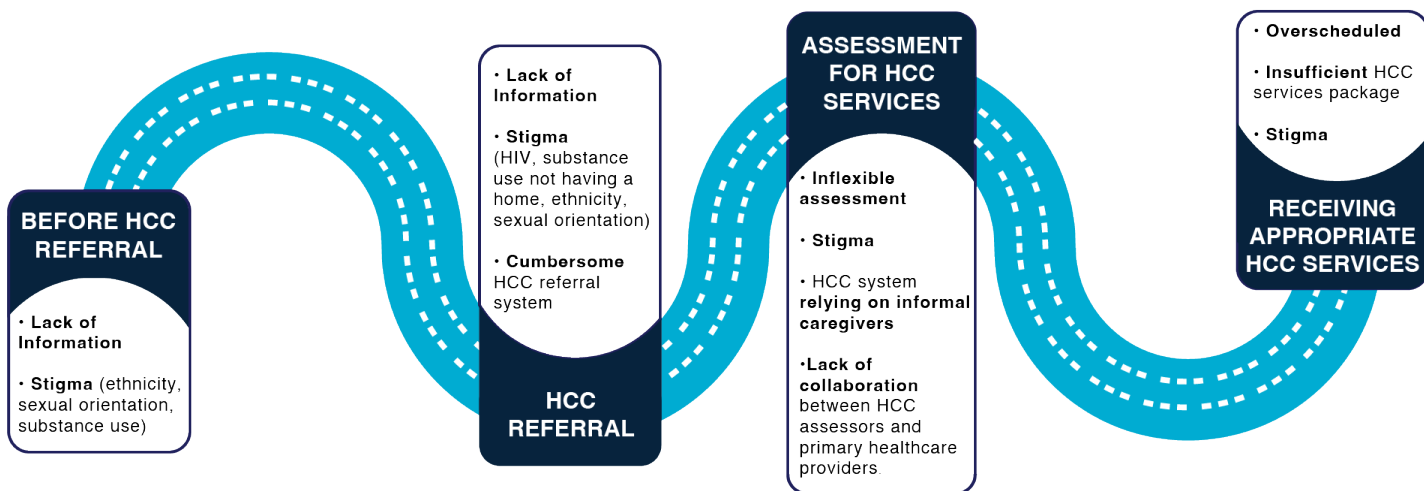 BEFORE HCC
REFERRAL
· Lack of
Information
· Stigma (ethnicity,
sexual orientation,
substance use)
· Lack of
Information
· Stigma
(HIV, substance
use not having a
home, ethnicity,
sexual orientation)
· Cumbersome
HCC referral
system
HCC
REFERRAL
ASSESSMENT
FOR HCC
SERVICES
· Inflexible
assessment
· Stigma
· HCC system
relying on informal
caregivers
·Lack of
collaboration
between HCC
assessors and
primary healthcare
providers.
· Overscheduled
· Insufficient HCC
services package
· Stigma
RECEIVING
APPROPRIATE
HCC SERVICES